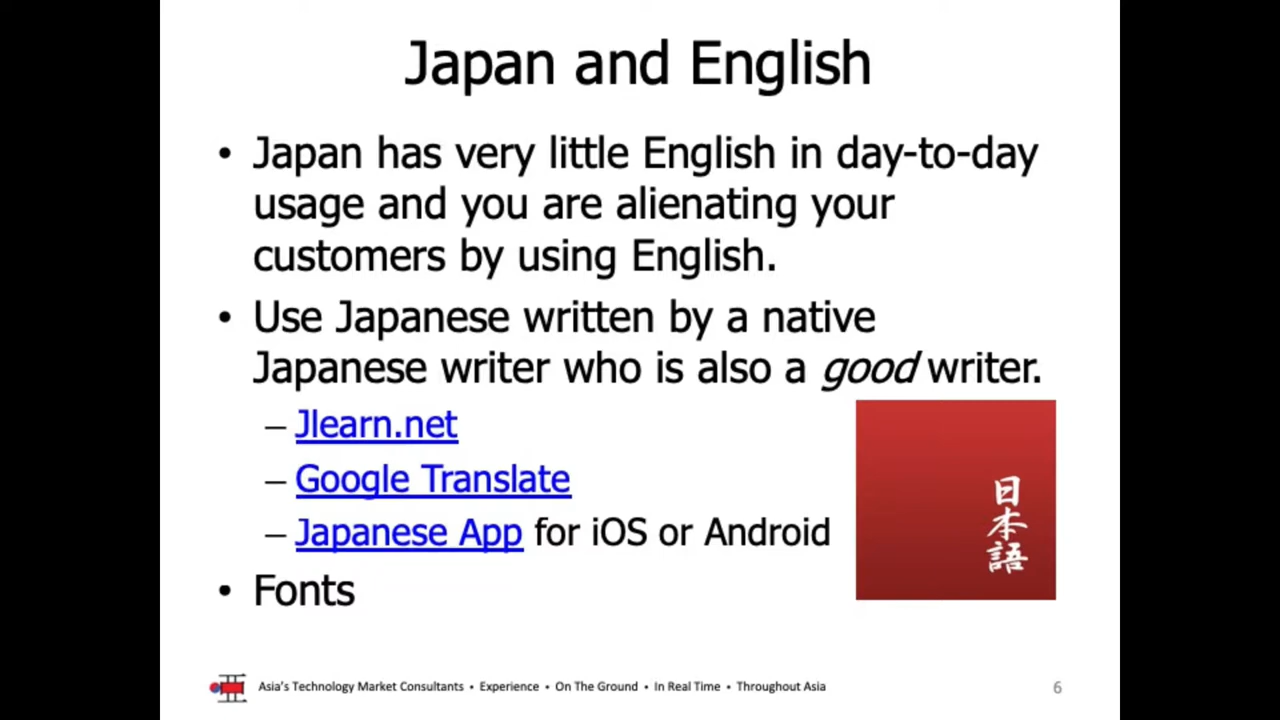 Japan and English
• Japan has very little English in day-to-day
usage and you are alienating your
customers by using English.
• Use Japanese written by a native
Japanese writer who is also a good writer.
– Jlearn.net
– Google Translate
– Japanese App for iOS or Android
• Fonts
日本語
Asia's Technology Market Consultants • Experience • On The Ground • In Real Time • Throughout Asia
6